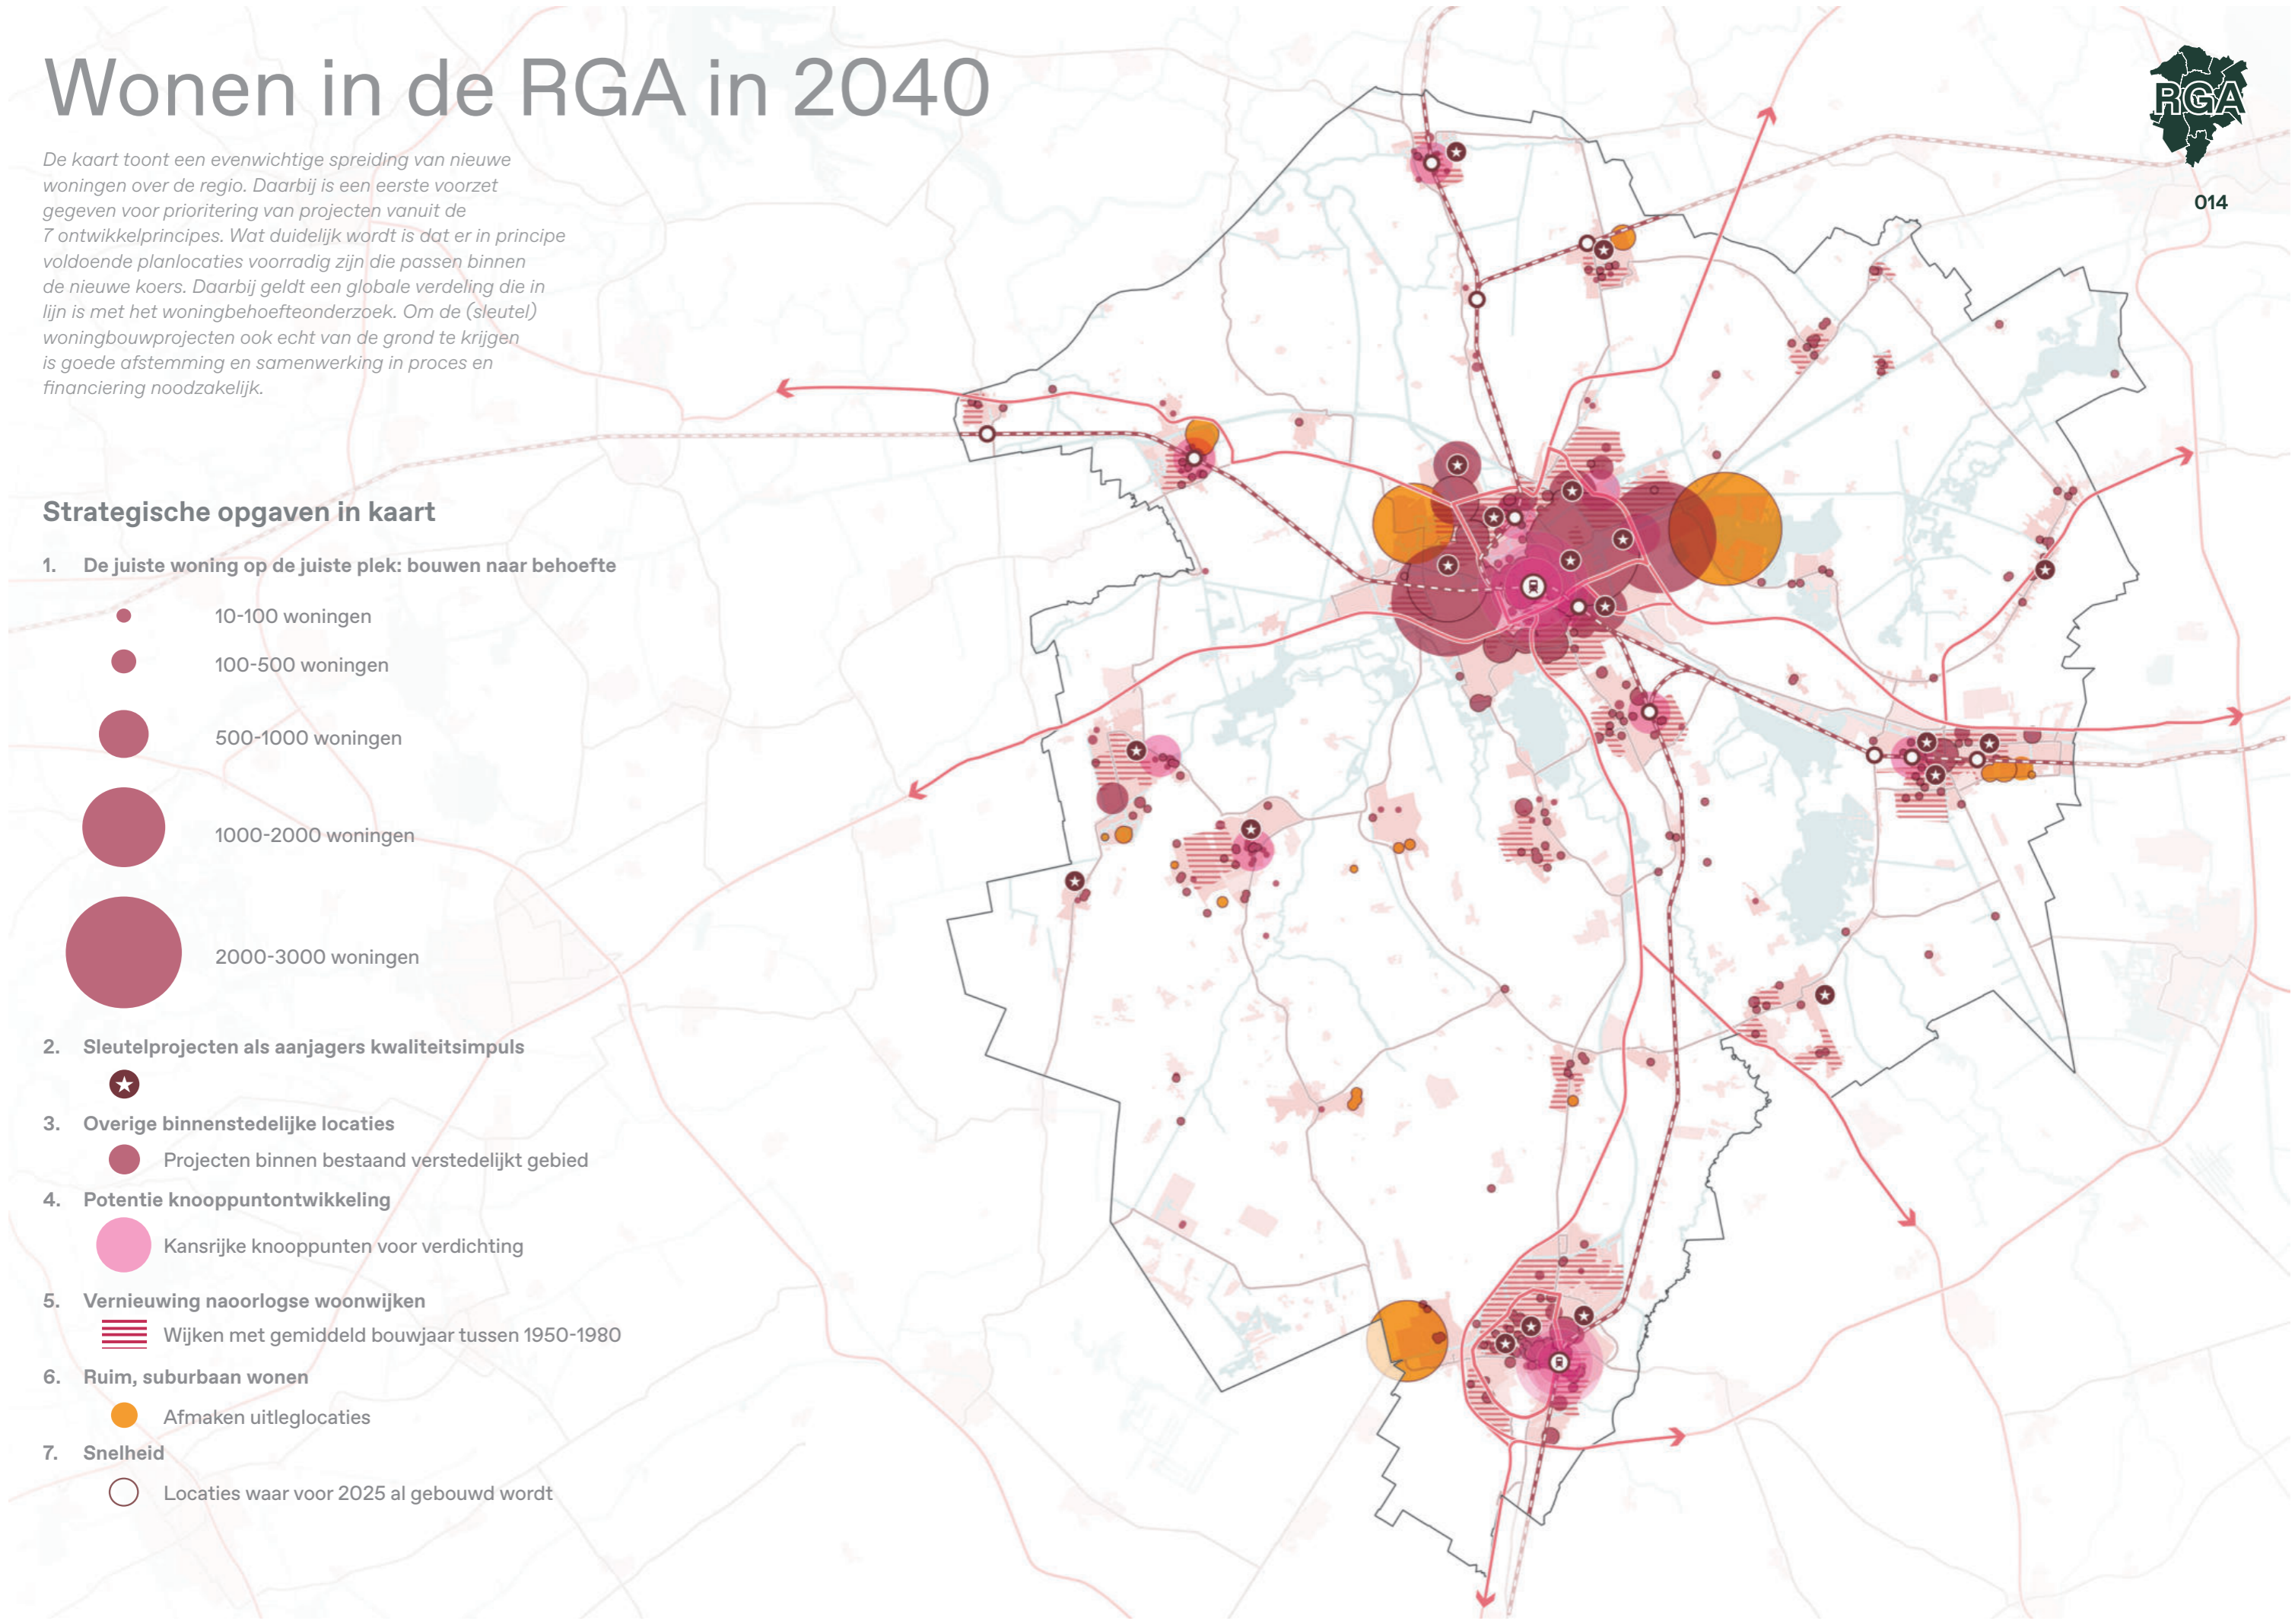 Wonen in de RGA in 2040
RGA
014
De kaart toont een evenwichtige spreiding van nieuwe
woningen over de regio. Daarbij is een eerste voorzet
gegeven voor prioritering van projecten vanuit de
7 ontwikkelprincipes. Wat duidelijk wordt is dat er in principe
voldoende planlocaties voorradig zijn die passen binnen
de nieuwe koers. Daarbij geldt een globale verdeling die in
lijn is met het woningbehoefteonderzoek. Om de (sleutel)
woningbouwprojecten ook echt van de grond te krijgen
is goede afstemming en samenwerking in proces en
financiering noodzakelijk.
Strategische opgaven in kaart
1. De juiste woning op de juiste plek: bouwen naar behoefte
10-100 woningen
100-500 woningen
500-1000 woningen
1000-2000 woningen
2000-3000 woningen
2. Sleutelprojecten als aanjagers kwaliteitsimpuls
3. Overige binnenstedelijke locaties
Projecten binnen bestaand verstedelijkt gebied
4. Potentie knooppuntontwikkeling
Kansrijke knooppunten voor verdichting
5. Vernieuwing naoorlogse woonwijken
Wijken met gemiddeld bouwjaar tussen 1950-1980
6. Ruim, suburbaan wonen
Afmaken uitleglocaties
7. Snelheid
Locaties waar voor 2025 al gebouwd wordt